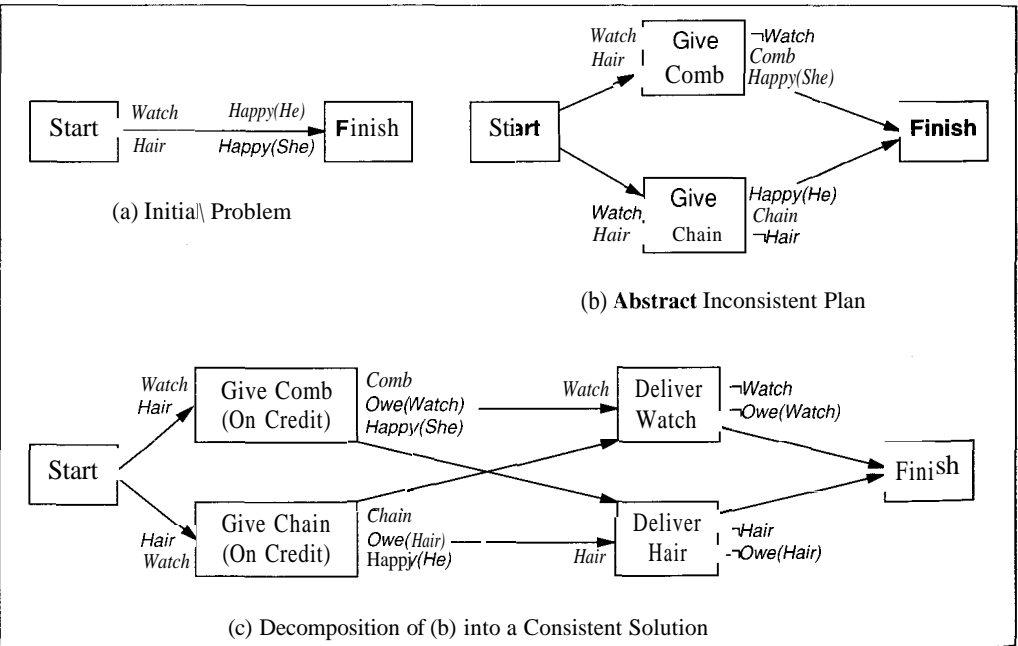 Start
Watch
Hair
Happy(He)
Happy(She)
Finish
(a) Initial\ Problem
Start
Watch
Hair
Give
Comb
¬Watch
Comb
Happy(She)
Finish
Watch
Hair
Give
Chain
Happy(He)
Chain
¬Hair
(b) Abstract Inconsistent Plan
Start
Watch
Hair
Give Comb
(On Credit)
Comb
Owe(Watch)
Happy(She)
Watch
Deliver
Watch
¬Watch
¬Owe(Watch)
Finish
Hair
Watch
Give Chain
(On Credit)
Chain
Owe(Hair)
Happy(He)
Hair
Deliver
Hair
¬Hair
¬Owe(Hair)
(c) Decomposition of (b) into a Consistent Solution